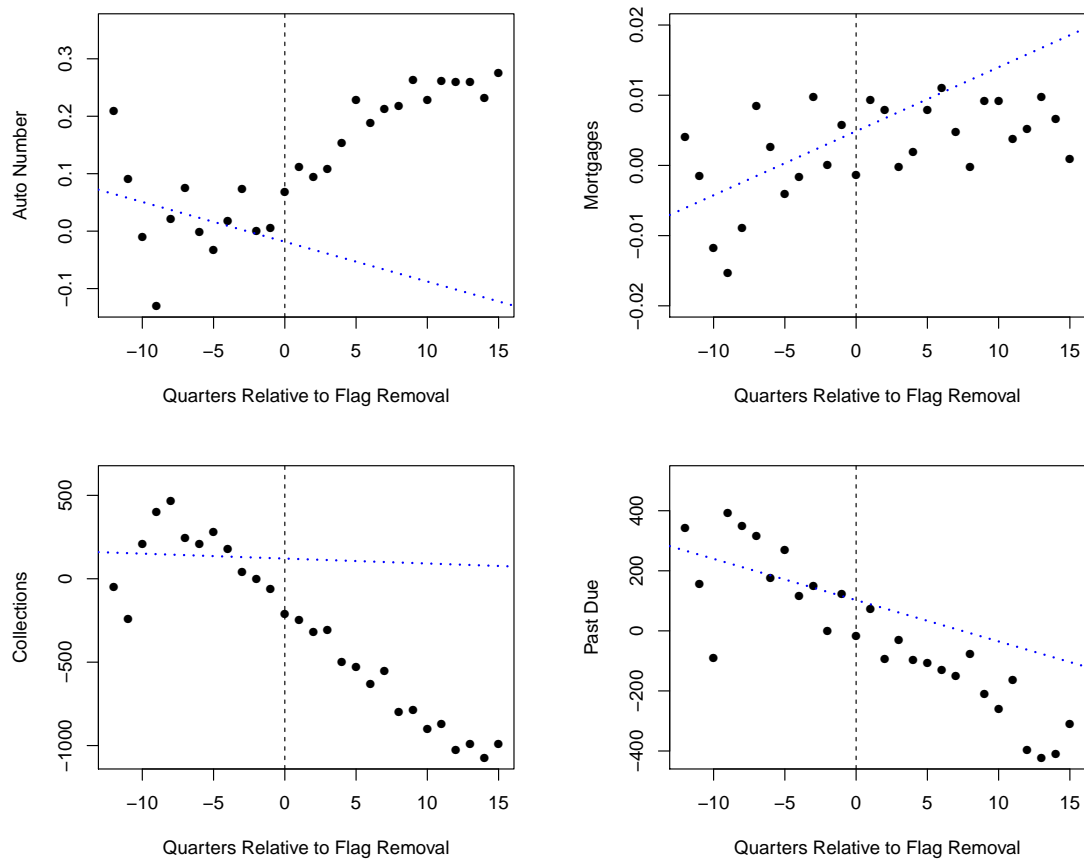 Auto Number
0.3
0.2
0.1
0.0
−0.1
−10 −5 0 5 10 15
Quarters Relative to Flag Removal
Mortgages
0.02
0.01
0.00
−0.01
−0.02
−10 −5 0 5 10 15
Quarters Relative to Flag Removal
Collections
500
0
−500
−1000
−10 −5 0 5 10 15
Quarters Relative to Flag Removal
Past Due
400
200
0
−200
−400
−10 −5 0 5 10 15
Quarters Relative to Flag Removal